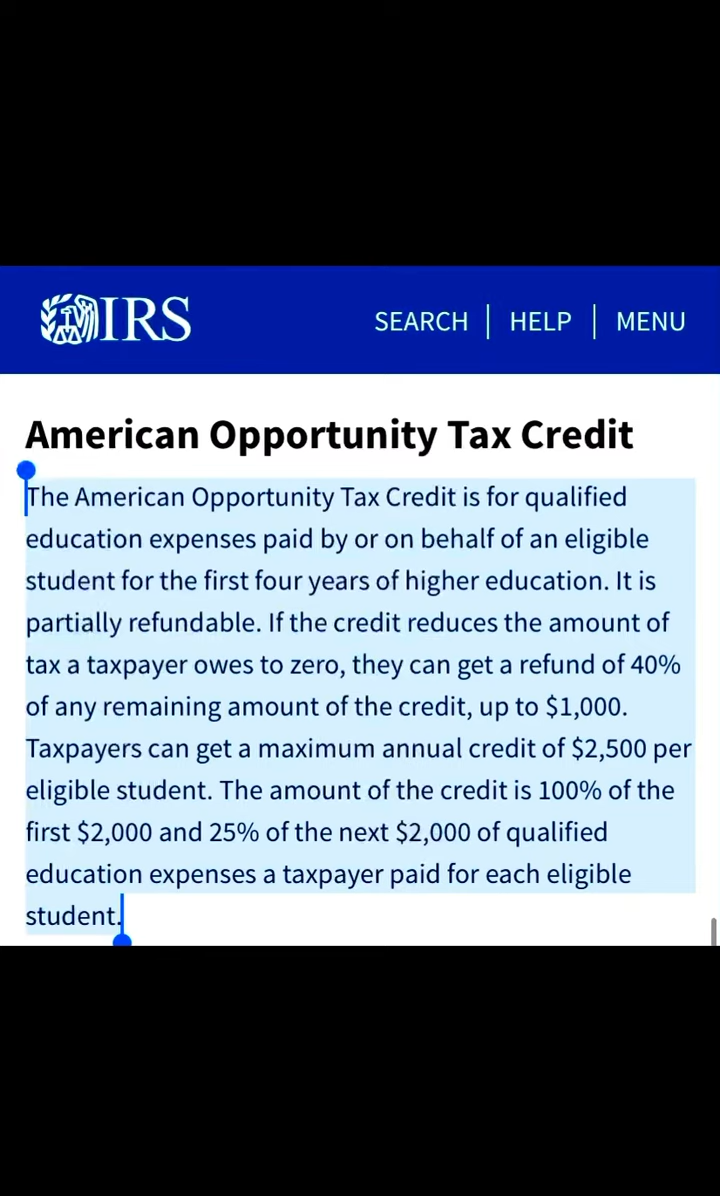 IRS
SEARCH | HELP | MENU
American Opportunity Tax Credit
The American Opportunity Tax Credit is for qualified
education expenses paid by or on behalf of an eligible
student for the first four years of higher education. It is
partially refundable. If the credit reduces the amount of
tax a taxpayer owes to zero, they can get a refund of 40%
of any remaining amount of the credit, up to $1,000.
Taxpayers can get a maximum annual credit of $2,500 per
eligible student. The amount of the credit is 100% of the
first $2,000 and 25% of the next $2,000 of qualified
education expenses a taxpayer paid for each eligible
student.